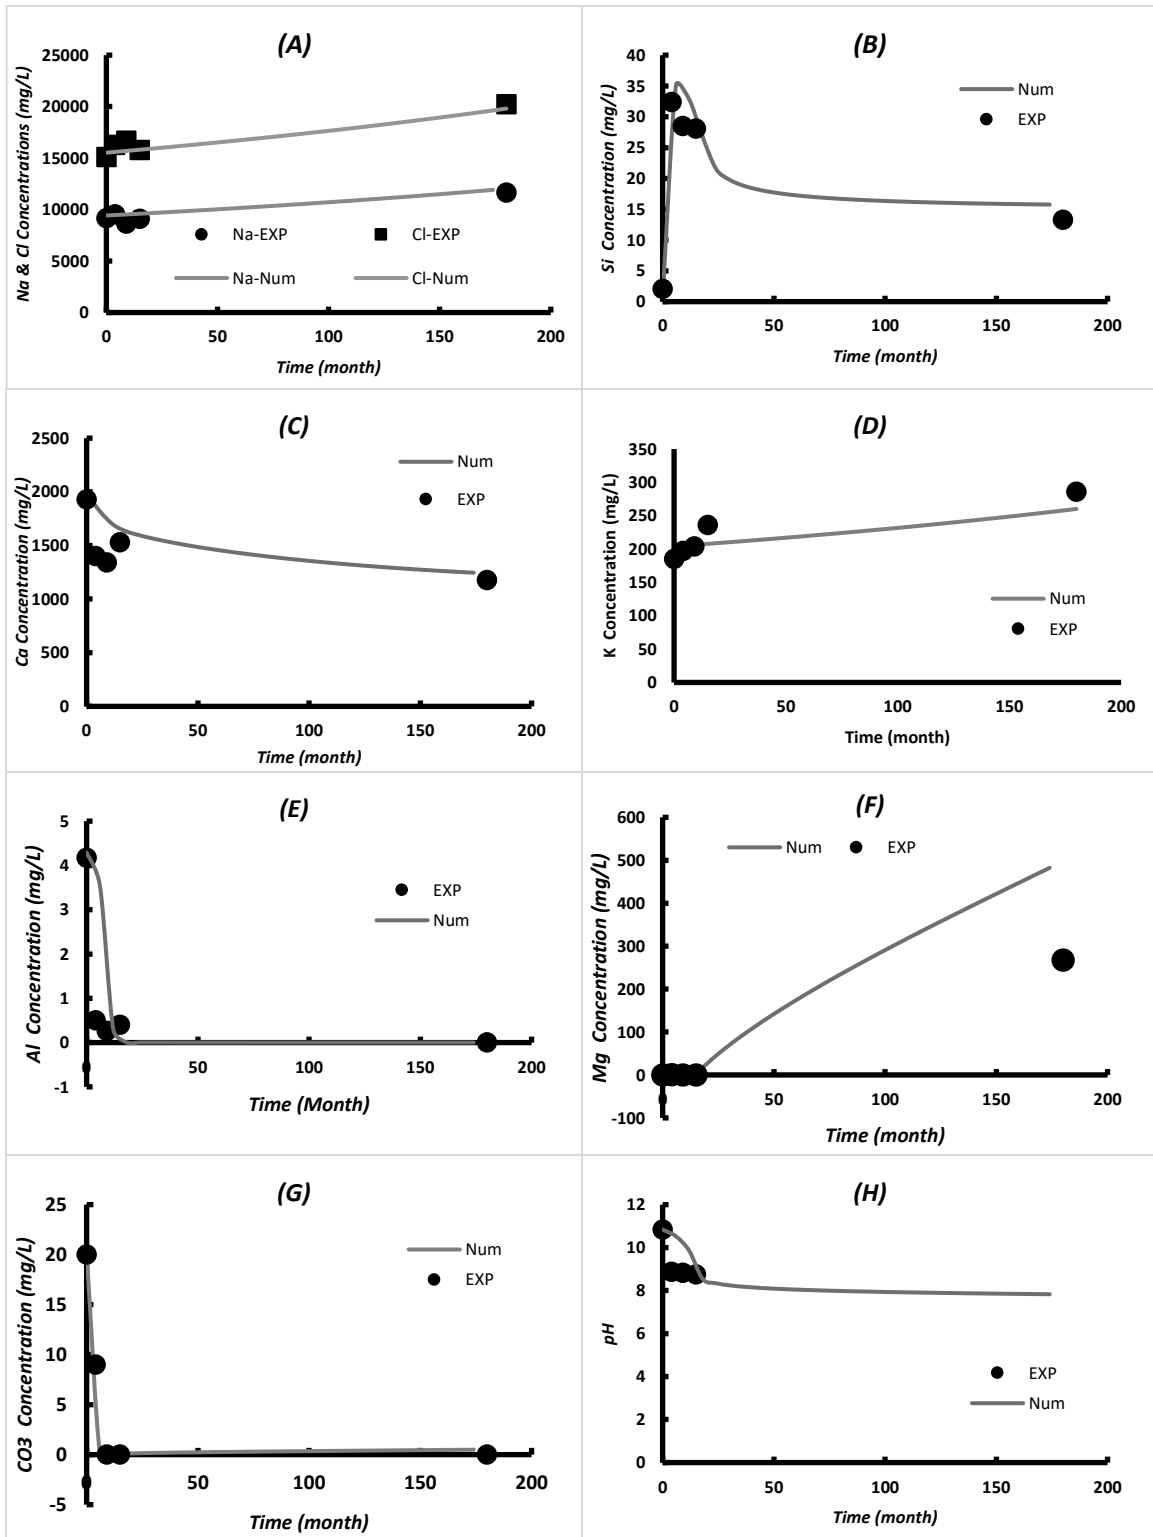 (A)
25000
20000
15000
10000
5000
0
Na & Cl Concentrations (mg/L)
Na-EXP
Cl-EXP
Na-Num
Cl-Num
0
50
100
150
200
Time (month)
(B)
40
35
30
25
20
15
10
5
0
Si Concentration (mg/L)
Num
EXP
0
50
100
150
200
Time (month)
(C)
2500
2000
1500
1000
500
0
Ca Concentration (mg/L)
Num
EXP
0
50
100
150
200
Time (month)
(D)
350
300
250
200
150
100
50
0
K Concentration (mg/L)
Num
EXP
0
50
100
150
200
Time (month)
(E)
5
4
3
2
1
0
-1
Al Concentration (mg/L)
EXP
Num
0
50
100
150
200
Time (Month)
(F)
600
500
400
300
200
100
0
-100
Mg Concentration (mg/L)
Num
EXP
0
50
100
150
200
Time (month)
(G)
25
20
15
10
5
0
-5
CO3 Concentration (mg/L)
Num
EXP
0
50
100
150
200
Time (month)
(H)
12
10
8
6
4
2
0
pH
EXP
Num
0
50
100
150
200
Time (month)